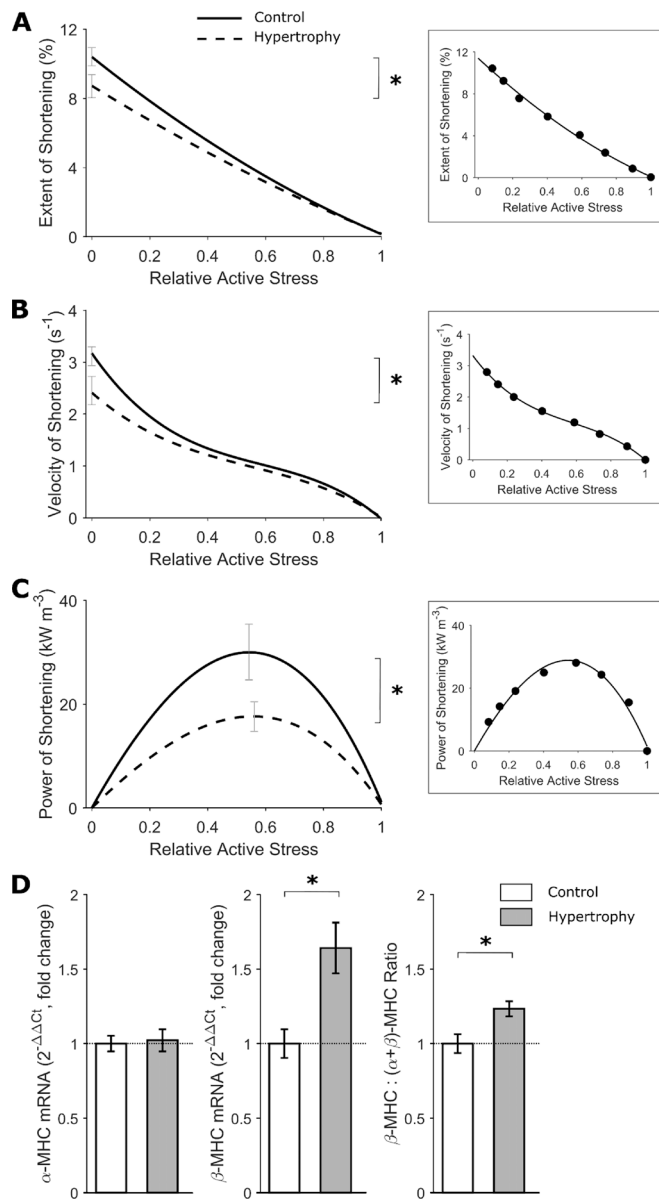 A
Control
Hypertrophy
Extent of Shortening (%)
12
8
4
0
*
0 0.2 0.4 0.6 0.8 1
Relative Active Stress
Extent of Shortening (%)
12
8
4
0
0 0.2 0.4 0.6 0.8 1
Relative Active Stress
B
Velocity of Shortening (s⁻¹)
4
3
2
1
0
*
0 0.2 0.4 0.6 0.8 1
Relative Active Stress
Velocity of Shortening (s⁻¹)
4
3
2
1
0
0 0.2 0.4 0.6 0.8 1
Relative Active Stress
C
Power of Shortening (kW m⁻³)
40
20
0
*
0 0.2 0.4 0.6 0.8 1
Relative Active Stress
Power of Shortening (kW m⁻³)
40
20
0
0 0.2 0.4 0.6 0.8 1
Relative Active Stress
D
α-MHC mRNA (2^-ΔΔCt, fold change)
2
1.5
1
0.5
0
β-MHC mRNA (2^-ΔΔCt, fold change)
2
1.5
1
0.5
0
*
β-MHC : (α+β)-MHC Ratio
2
1.5
1
0.5
0
*
Control
Hypertrophy